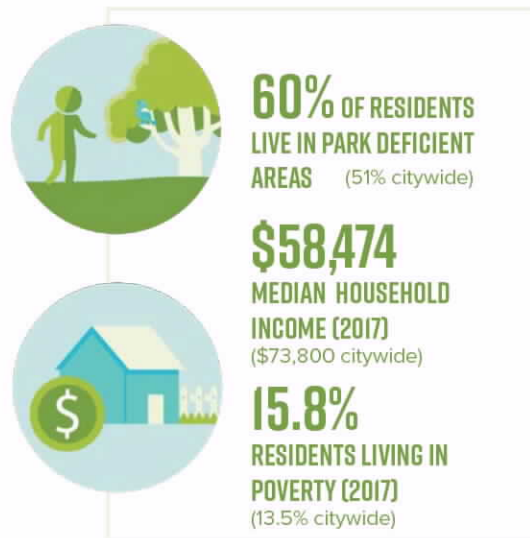 60% OF RESIDENTS
LIVE IN PARK DEFICIENT
AREAS (51% citywide)
$58,474
MEDIAN HOUSEHOLD
INCOME (2017)
($73,800 citywide)
$
15.8%
RESIDENTS LIVING IN
POVERTY (2017)
(13.5% citywide)